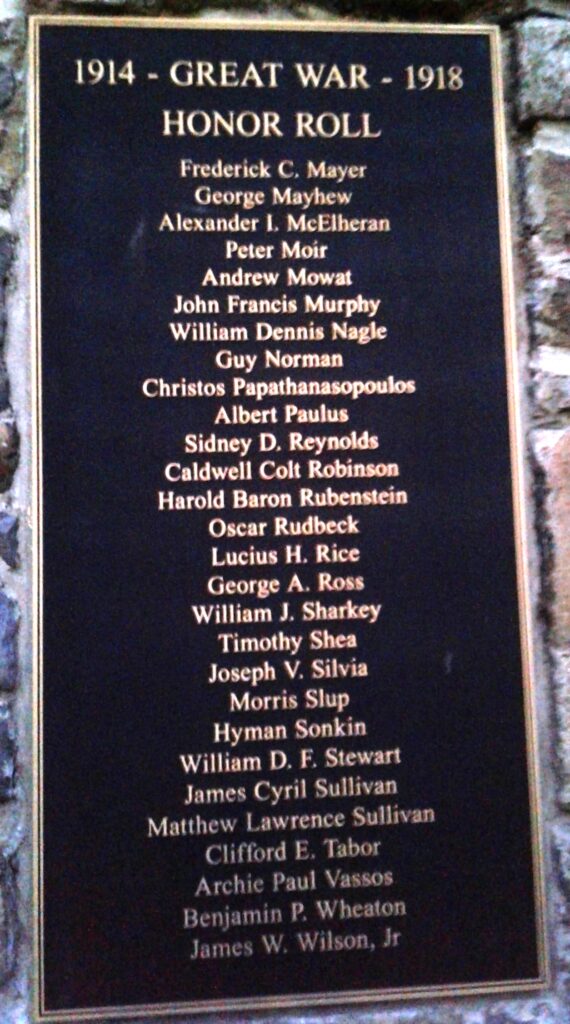 1914 - GREAT WAR - 1918
HONOR ROLL
Frederick C. Mayer
George Mayhew
Alexander I. McElheran
Peter Moir
Andrew Mowat
John Francis Murphy
William Dennis Nagle
Guy Norman
Christos Papathanasopoulos
Albert Paulus
Sidney D. Reynolds
Caldwell Colt Robinson
Harold Baron Rubenstein
Oscar Rudbeck
Lucius H. Rice
George A. Ross
William J. Sharkey
Timothy Shea
Joseph V. Silvia
Morris Slup
Hyman Sonkin
William D. F. Stewart
James Cyril Sullivan
Matthew Lawrence Sullivan
Clifford E. Tabor
Archie Paul Vassos
Benjamin P. Wheaton
James W. Wilson, Jr